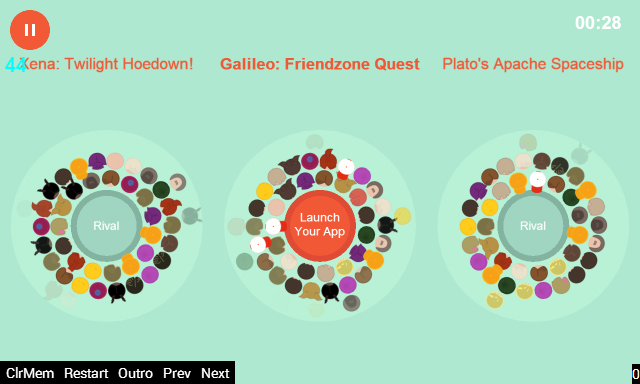 00:28
44
Xena: Twilight Hoedown!
Galileo: Friendzone Quest
Plato's Apache Spaceship
Rival
Launch
Your App
Rival
ClrMem Restart Outro Prev Next
0